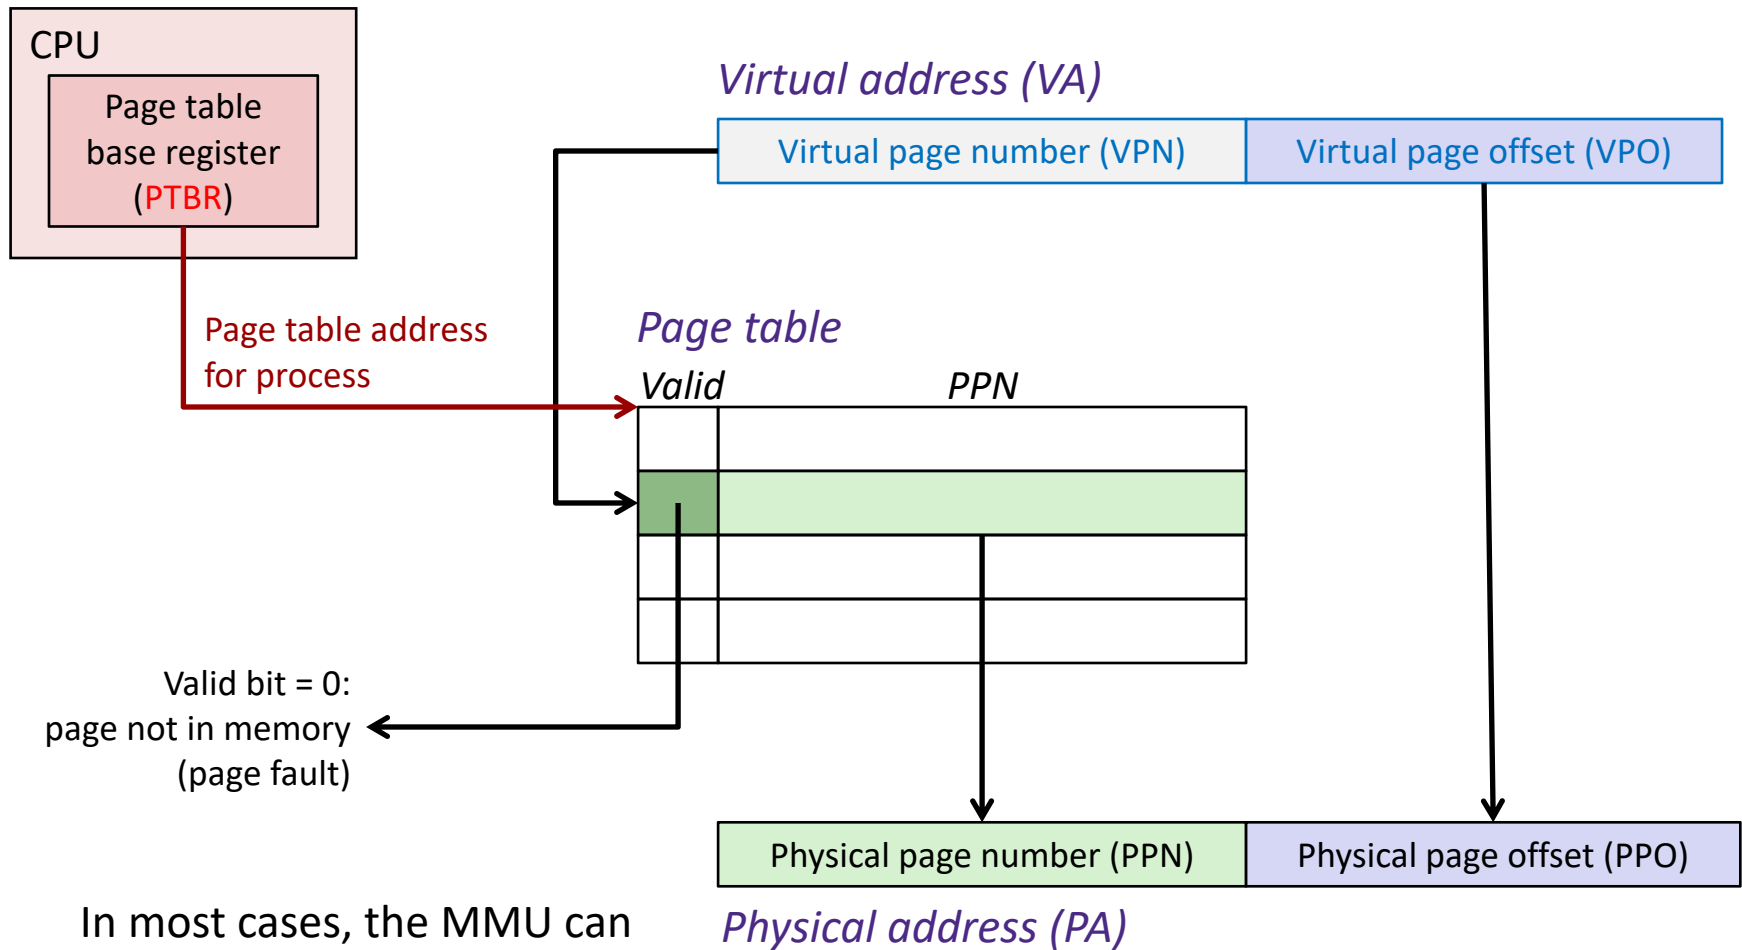 CPU
Page table
base register
(PTBR)
Virtual address (VA)
Virtual page number (VPN)
Virtual page offset (VPO)
Page table address
for process
Page table
Valid
PPN
Valid bit = 0:
page not in memory
(page fault)
Physical page number (PPN)
Physical page offset (PPO)
In most cases, the MMU can
Physical address (PA)